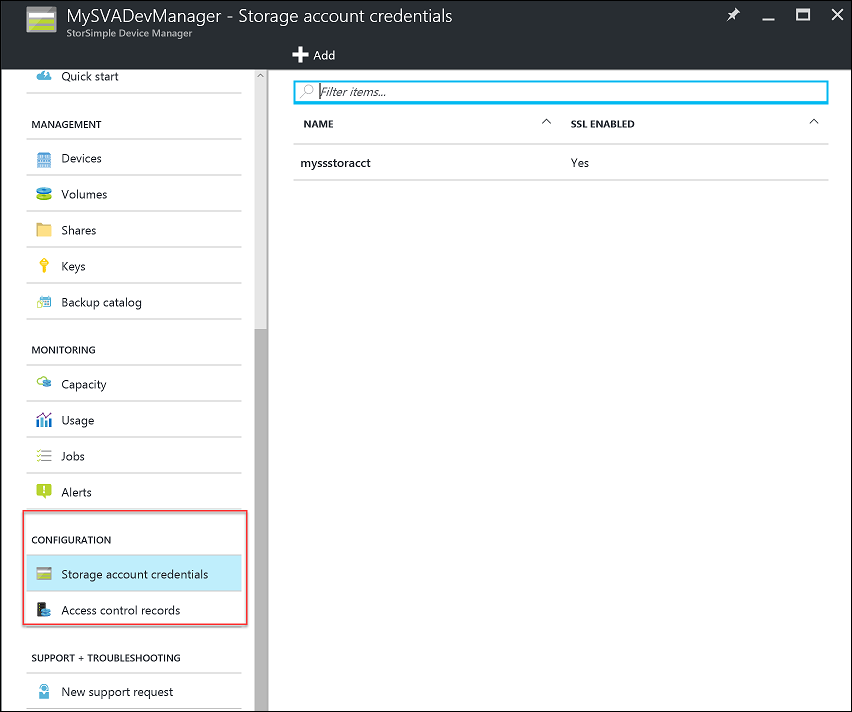 MySVADevManager - Storage account credentials
StorSimple Device Manager
Add
Quick start
MANAGEMENT
Devices
Volumes
Shares
Keys
Backup catalog
MONITORING
Capacity
Usage
Jobs
Alerts
CONFIGURATION
Storage account credentials
Access control records
SUPPORT + TROUBLESHOOTING
New support request
Filter items...
NAME SSL ENABLED
myssstoracct Yes